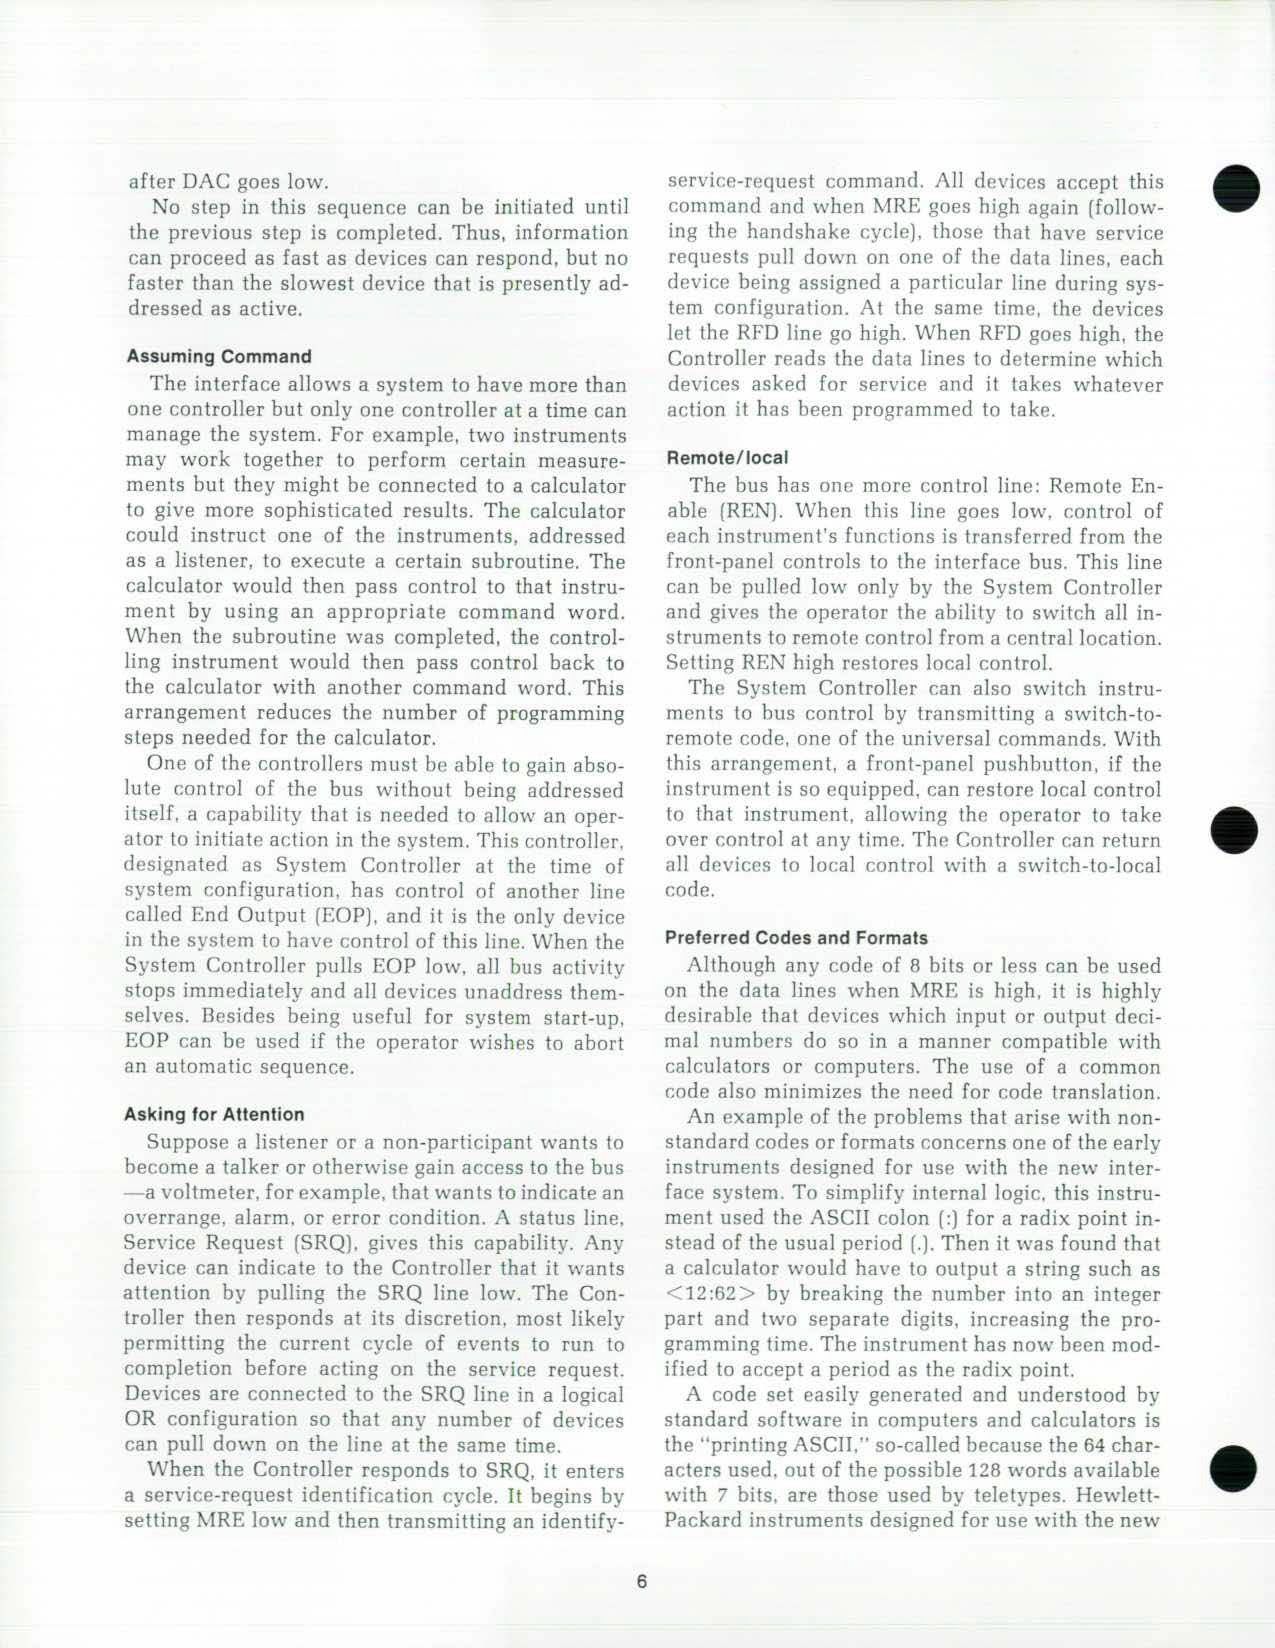 after DAC goes low.
No step in this sequence can be initiated until
the previous step is completed. Thus, information
can proceed as fast as devices can respond, but no
faster than the slowest device that is presently ad-
dressed as active.
Assuming Command
The interface allows a system to have more than
one controller but only one controller at a time can
manage the system. For example, two instruments
may work together to perform certain measure-
ments but they might be connected to a calculator
to give more sophisticated results. The calculator
could instruct one of the instruments, addressed
as a listener, to execute a certain subroutine. The
calculator would then pass control to that instru-
ment by using an appropriate command word.
When the subroutine was completed, the control-
ling instrument would then pass control back to
the calculator with another command word. This
arrangement reduces the number of programming
steps needed for the calculator.
One of the controllers must be able to gain abso-
lute control of the bus without being addressed
itself, a capability that is needed to allow an oper-
ator to initiate action in the system. This controller,
designated as System Controller at the time of
system configuration, has control of another line
called End Output (EOP), and it is the only device
in the system to have control of this line. When the
System Controller pulls EOP low, all bus activity
stops immediately and all devices unaddress them-
selves. Besides being useful for system start-up,
EOP can be used if the operator wishes to abort
an automatic sequence.
Asking for Attention
Suppose a listener or a non-participant wants to
become a talker or otherwise gain access to the bus
—a voltmeter, for example, that wants to indicate an
overrange, alarm, or error condition. A status line,
Service Request (SRQ), gives this capability. Any
device can indicate to the Controller that it wants
attention by pulling the SRQ line low. The Con-
troller then responds at its discretion, most likely
permitting the current cycle of events to run to
completion before acting on the service request.
Devices are connected to the SRQ line in a logical
OR configuration so that any number of devices
can pull down on the line at the same time.
When the Controller responds to SRQ, it enters
a service-request identification cycle. It begins by
setting MRE low and then transmitting an identify-
service-request command. All devices accept this
command and when MRE goes high again (follow-
ing the handshake cycle), those that have service
requests pull down on one of the data lines, each
device being assigned a particular line during sys-
tem configuration. At the same time, the devices
let the RFD line go high. When RFD goes high, the
Controller reads the data lines to determine which
devices asked for service and it takes whatever
action it has been programmed to take.
Remote/local
The bus has one more control line: Remote En-
able (REN). When this line goes low, control of
each instrument's functions is transferred from the
front-panel controls to the interface bus. This line
can be pulled low only by the System Controller
and gives the operator the ability to switch all in-
struments to remote control from a central location.
Setting REN high restores local control.
The System Controller can also switch instru-
ments to bus control by transmitting a switch-to-
remote code, one of the universal commands. With
this arrangement, a front-panel pushbutton, if the
instrument is so equipped, can restore local control
to that instrument, allowing the operator to take
over control at any time. The Controller can return
all devices to local control with a switch-to-local
code.
Preferred Codes and Formats
Although any code of 8 bits or less can be used
on the data lines when MRE is high, it is highly
desirable that devices which input or output deci-
mal numbers do so in a manner compatible with
calculators or computers. The use of a common
code also minimizes the need for code translation.
An example of the problems that arise with non-
standard codes or formats concerns one of the early
instruments designed for use with the new inter-
face system. To simplify internal logic, this instru-
ment used the ASCII colon (:) for a radix point in-
stead of the usual period (.). Then it was found that
a calculator would have to output a string such as
<12:62> by breaking the number into an integer
part and two separate digits, increasing the pro-
gramming time. The instrument has now been mod-
ified to accept a period as the radix point.
A code set easily generated and understood by
standard software in computers and calculators is
the "printing ASCII," so-called because the 64 char-
acters used, out of the possible 128 words available
with 7 bits, are those used by teletypes. Hewlett-
Packard instruments designed for use with the new
6